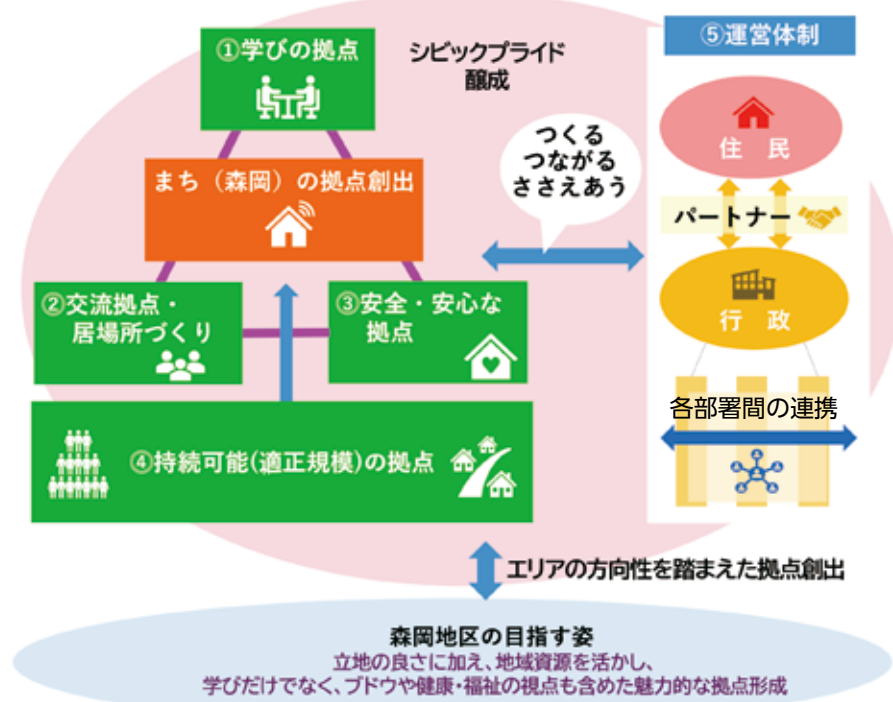 ①学びの拠点
シビックプライド
醸成
まち（森岡）の拠点創出
②交流拠点・
居場所づくり
③安全・安心な
拠点
④持続可能(適正規模)の拠点
つくる
つながる
ささえあう
⑤運営体制
住　民
パートナー
行　政
各部署間の連携
エリアの方向性を踏まえた拠点創出
森岡地区の目指す姿
立地の良さに加え、地域資源を活かし、
学びだけでなく、ブドウや健康・福祉の視点も含めた魅力的な拠点形成